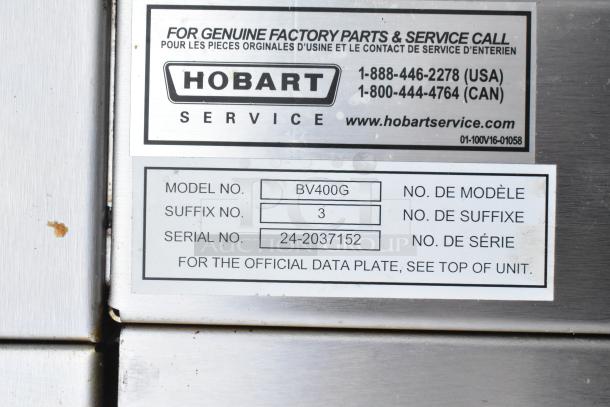 FOR GENUINE FACTORY PARTS & SERVICE CALL
POUR LES PIECES ORGINALES D'USINE ET LE CONTACT DE SERVICE D'ENTERIEN
HOBART
SERVICE
1-888-446-2278 (USA)
1-800-444-4764 (CAN)
www.hobartservice.com
01-100V16-01058
MODEL NO. BV400G NO. DE MODÈLE
SUFFIX NO. 3 NO. DE SUFFIXE
SERIAL NO 24-2037152 NO. DE SÉRIE
FOR THE OFFICIAL DATA PLATE, SEE TOP OF UNIT.